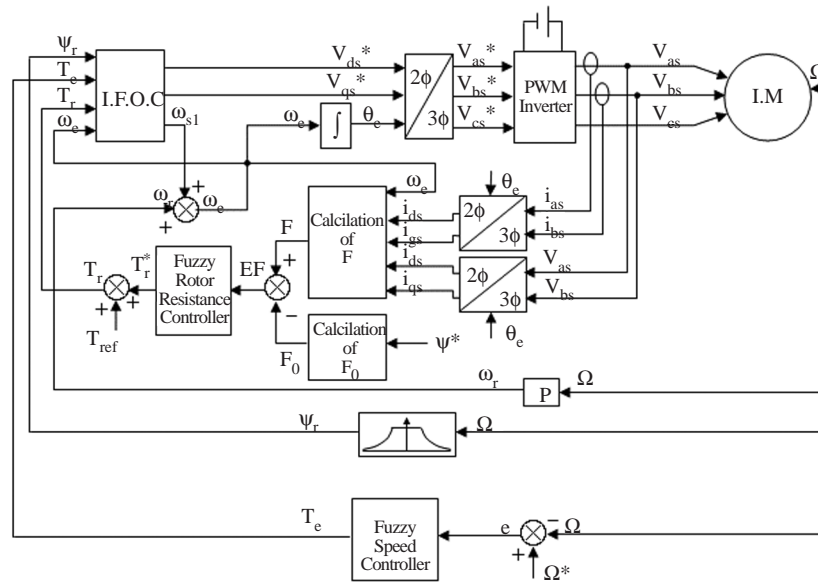 ψr
Te
Tr
ωe
I.F.O.C
ωs1
Vds*
Vqs*
ωe
∫
θe
2ϕ
3ϕ
Vas*
Vbs*
Vcs*
PWM
Inverter
Vas
Vbs
Vcs
I.M
Ω
ωr
+
+
ωe
ωe
θe
ias
ibs
2ϕ
3ϕ
ids
igs
ids
iqs
Calcilation
of
F
F
+
EF
−
Fuzzy
Rotor
Resistance
Controller
Tr*
Tr
+
+
Tref
Vas
Vbs
2ϕ
3ϕ
θe
Calcilation
of
F0
F0
ψ*
ωr
P
Ω
ψr
Ω
Te
Fuzzy
Speed
Controller
e
− Ω
+
Ω*